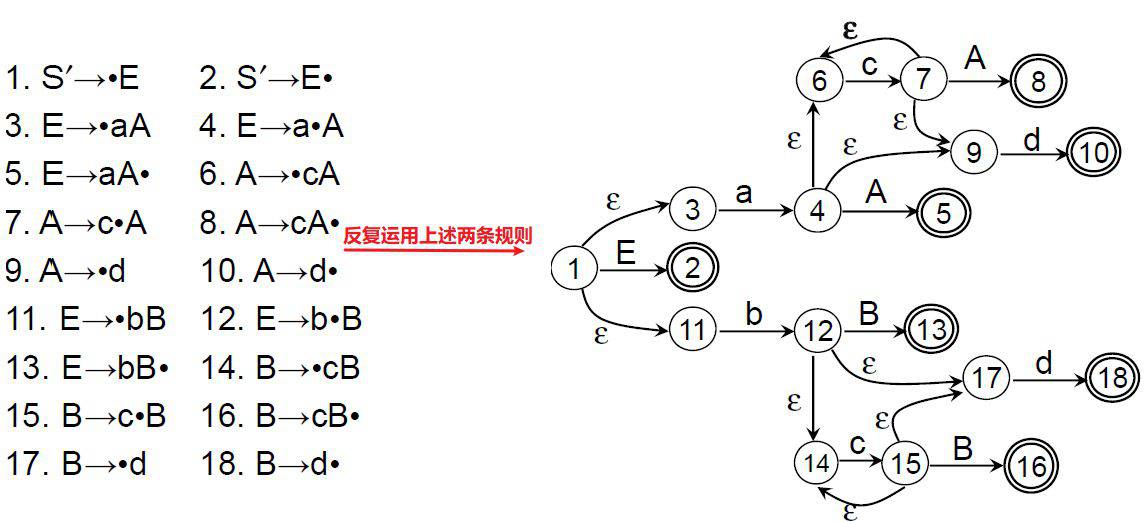 1. S′→•E 2. S′→E•
3. E→•aA 4. E→a•A
5. E→aA• 6. A→•cA
7. A→c•A 8. A→cA•
9. A→•d 10. A→d•
11. E→•bB 12. E→b•B
13. E→bB• 14. B→•cB
15. B→c•B 16. B→cB•
17. B→•d 18. B→d•
反复运用上述两条规则
ε
6 c 7 A 8
ε ε ε 9 d 10
ε 3 a 4 A 5
1 E 2
ε 11 b 12 B 13
ε ε 17 d 18
ε
14 c 15 B 16
ε